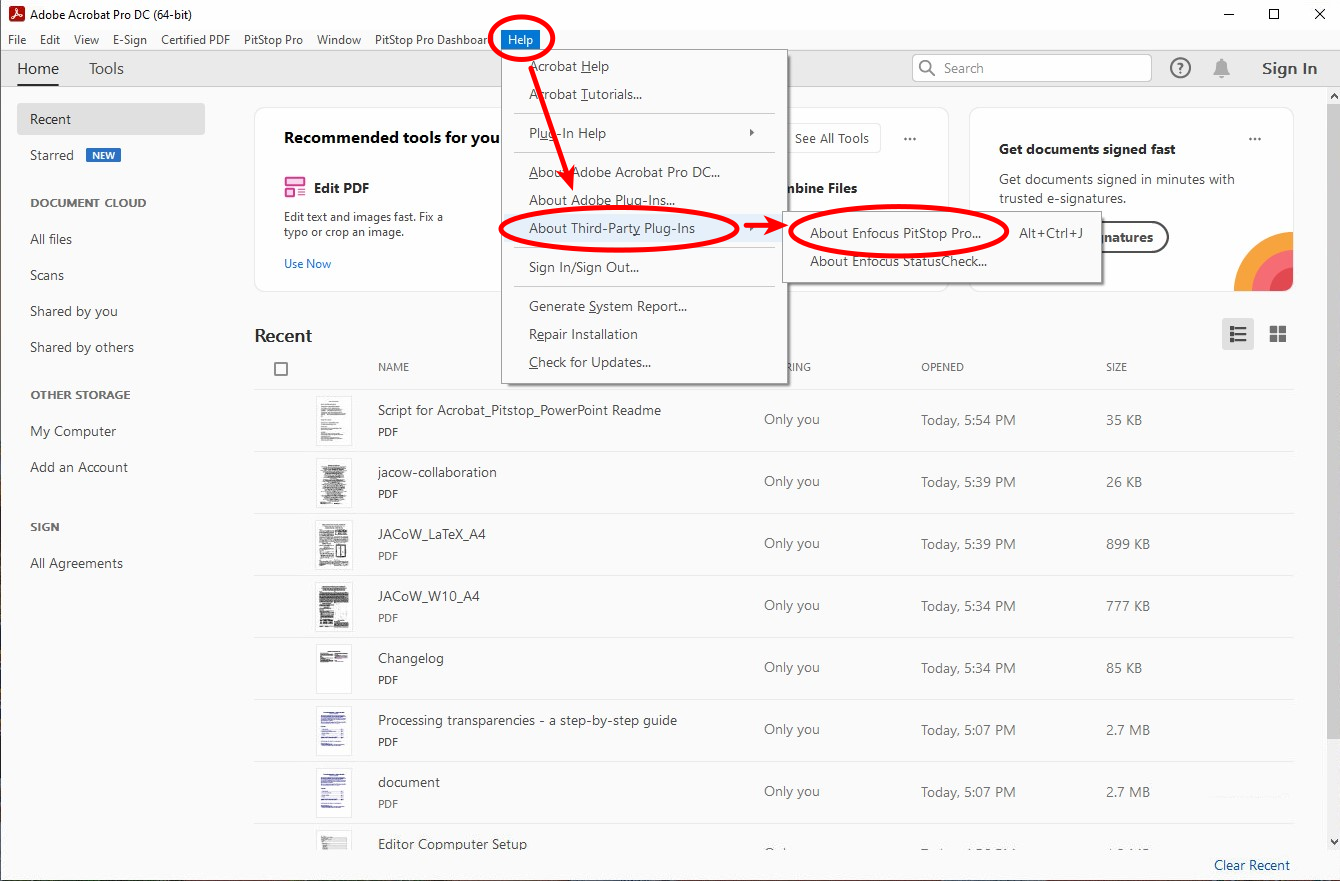 Adobe Acrobat Pro DC (64-bit)
File Edit View E-Sign Certified PDF PitStop Pro Window PitStop Pro Dashboar Help
Home Tools
Search
Sign In
Recent
Starred NEW
DOCUMENT CLOUD
All files
Scans
Shared by you
Shared by others
OTHER STORAGE
My Computer
Add an Account
SIGN
All Agreements
Recommended tools for you
See All Tools
Edit PDF
Edit text and images fast. Fix a
typo or crop an image.
Use Now
mbine Files
Get documents signed fast
Get documents signed in minutes with
trusted e-signatures.
gnatures
Acrobat Help
Acrobat Tutorials...
Plug-In Help
About Adobe Acrobat Pro DC...
About Adobe Plug-Ins...
About Third-Party Plug-Ins
Sign In/Sign Out...
Generate System Report...
Repair Installation
Check for Updates...
About Enfocus PitStop Pro... Alt+Ctrl+J
About Enfocus StatusCheck...
Recent
NAME RING OPENED SIZE
Script for Acrobat_Pitstop_PowerPoint Readme
PDF
Only you Today, 5:54 PM 35 KB
jacow-collaboration
PDF
Only you Today, 5:39 PM 26 KB
JACoW_LaTeX_A4
PDF
Only you Today, 5:39 PM 899 KB
JACoW_W10_A4
PDF
Only you Today, 5:34 PM 777 KB
Changelog
PDF
Only you Today, 5:34 PM 85 KB
Processing transparencies - a step-by-step guide
PDF
Only you Today, 5:07 PM 2.7 MB
document
PDF
Only you Today, 5:07 PM 2.7 MB
Editor Copmputer Setup
Clear Recent